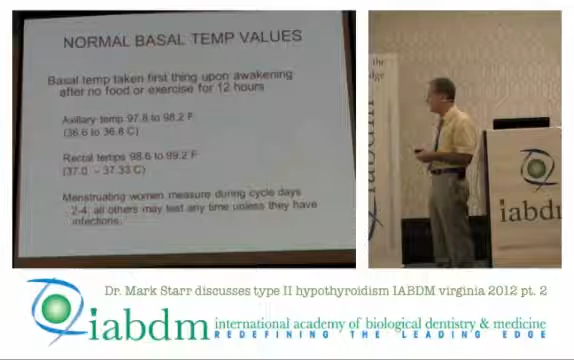 NORMAL BASAL TEMP VALUES
Basal temp taken first thing upon awakening
after no food or exercise for 12 hours
Axillary temp 97.8 to 98.2 F
(36.6 to 36.8 C)
Rectal temps 98.6 to 99.2 F
(37.0 – 37.33 C)
Menstruating women measure during cycle days
2-4, all others may test any time unless they have
infections.
the
dge
iabdm
iabdm
Dr. Mark Starr discusses type II hypothyroidism IABDM virginia 2012 pt. 2
iabdm
international academy of biological dentistry & medicine
REDEFINING THE LEADING EDGE